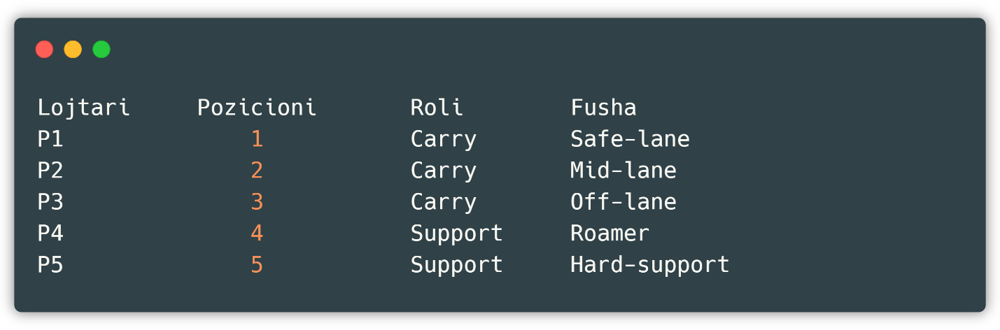 Lojtari Pozicioni Roli Fusha
P1 1 Carry Safe-lane
P2 2 Carry Mid-lane
P3 3 Carry Off-lane
P4 4 Support Roamer
P5 5 Support Hard-support